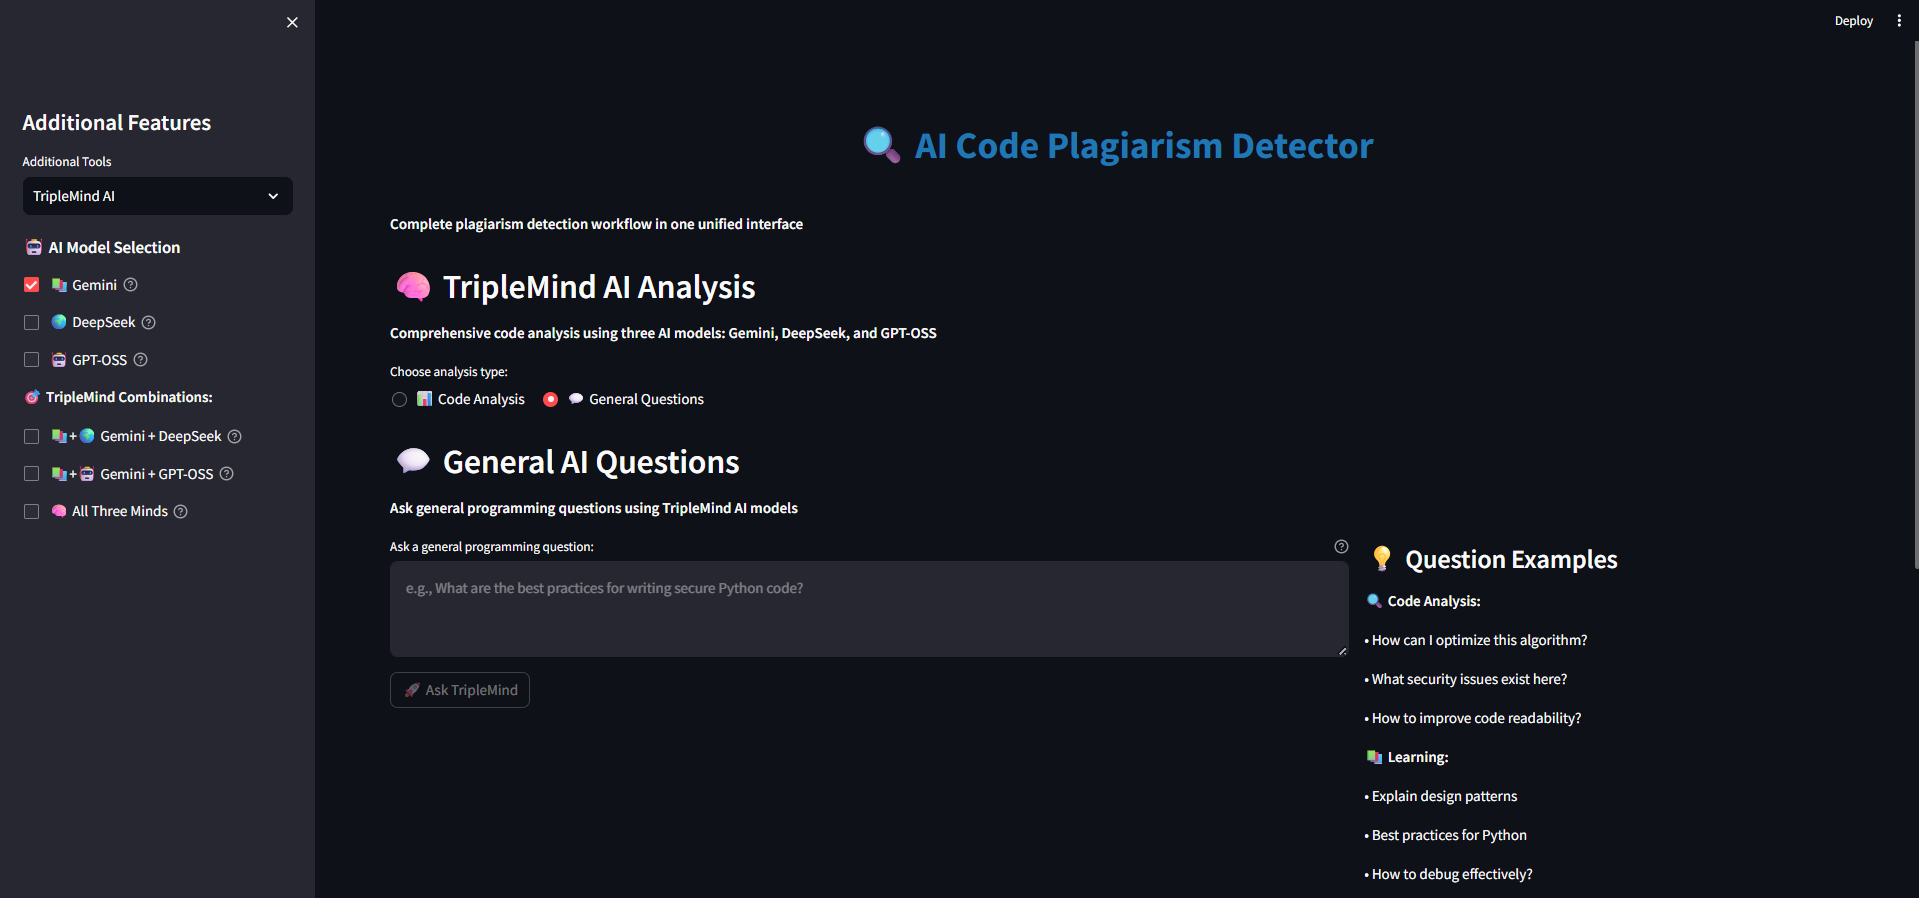 Additional Features
Additional Tools
TripleMind AI
AI Model Selection
Gemini
DeepSeek
GPT-OSS
TripleMind Combinations:
+ Gemini + DeepSeek
+ Gemini + GPT-OSS
All Three Minds
Deploy
AI Code Plagiarism Detector
Complete plagiarism detection workflow in one unified interface
TripleMind AI Analysis
Comprehensive code analysis using three AI models: Gemini, DeepSeek, and GPT-OSS
Choose analysis type:
Code Analysis General Questions
General AI Questions
Ask general programming questions using TripleMind AI models
Ask a general programming question:
e.g., What are the best practices for writing secure Python code?
Ask TripleMind
Question Examples
Code Analysis:
• How can I optimize this algorithm?
• What security issues exist here?
• How to improve code readability?
Learning:
• Explain design patterns
• Best practices for Python
• How to debug effectively?